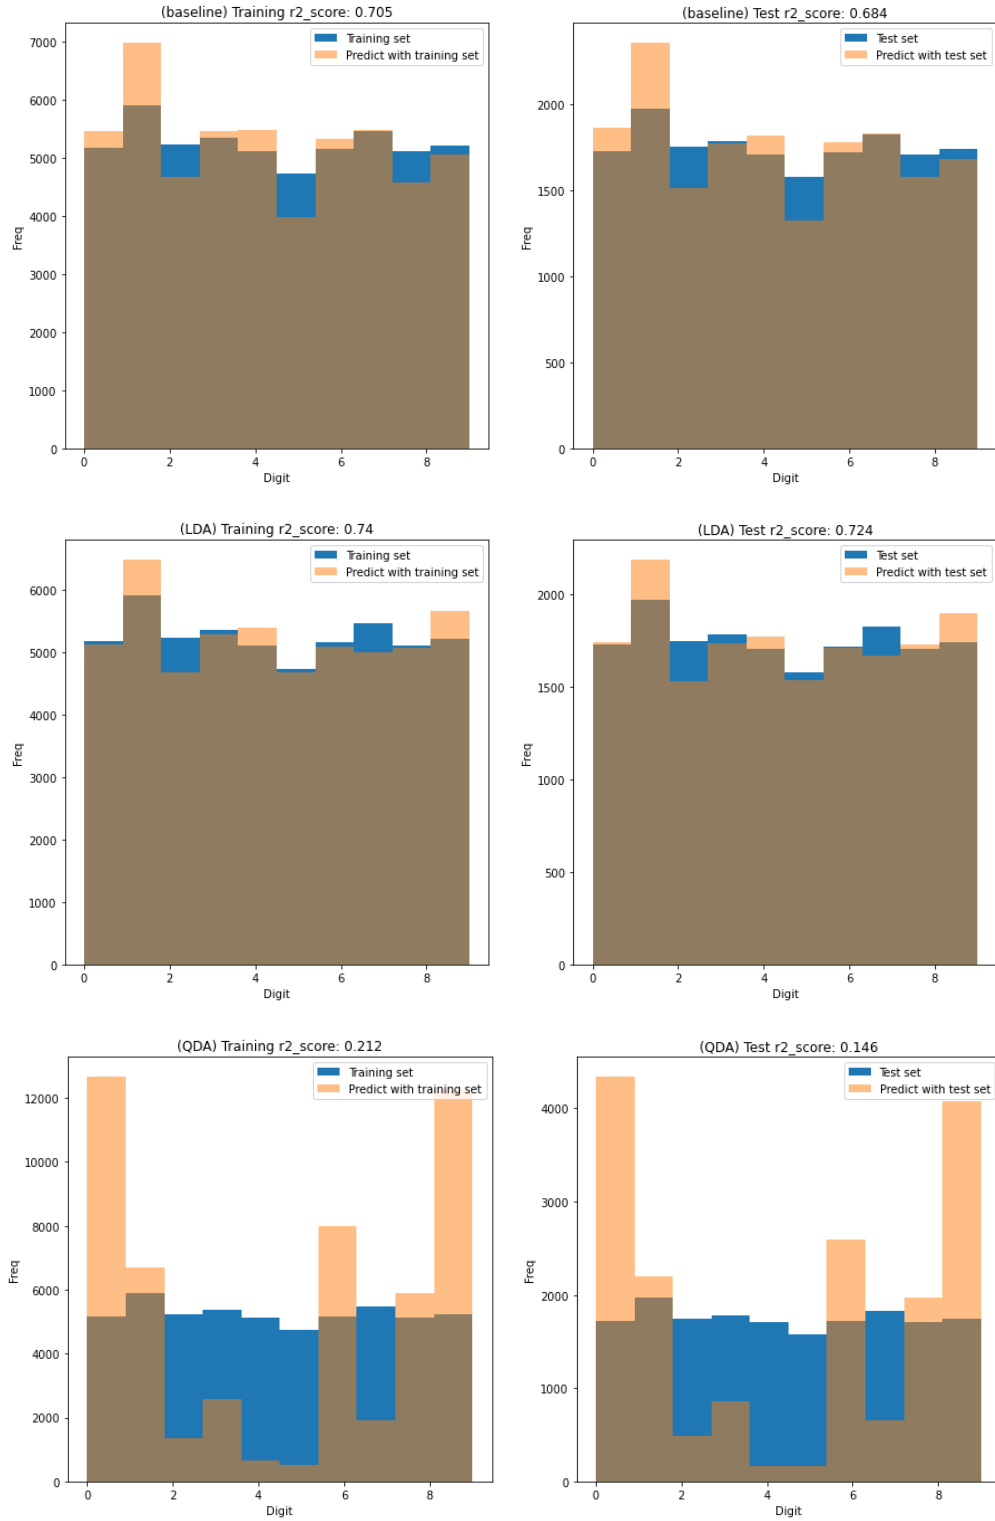 (baseline) Training r2_score: 0.705
Training set
Predict with training set
7000
6000
5000
4000
3000
2000
1000
0
Freq
0 2 4 6 8
Digit
(baseline) Test r2_score: 0.684
Test set
Predict with test set
2000
1500
1000
500
0
Freq
0 2 4 6 8
Digit
(LDA) Training r2_score: 0.74
Training set
Predict with training set
6000
5000
4000
3000
2000
1000
0
Freq
0 2 4 6 8
Digit
(LDA) Test r2_score: 0.724
Test set
Predict with test set
2000
1500
1000
500
0
Freq
0 2 4 6 8
Digit
(QDA) Training r2_score: 0.212
Training set
Predict with training set
12000
10000
8000
6000
4000
2000
0
Freq
0 2 4 6 8
Digit
(QDA) Test r2_score: 0.146
Test set
Predict with test set
4000
3000
2000
1000
0
Freq
0 2 4 6 8
Digit